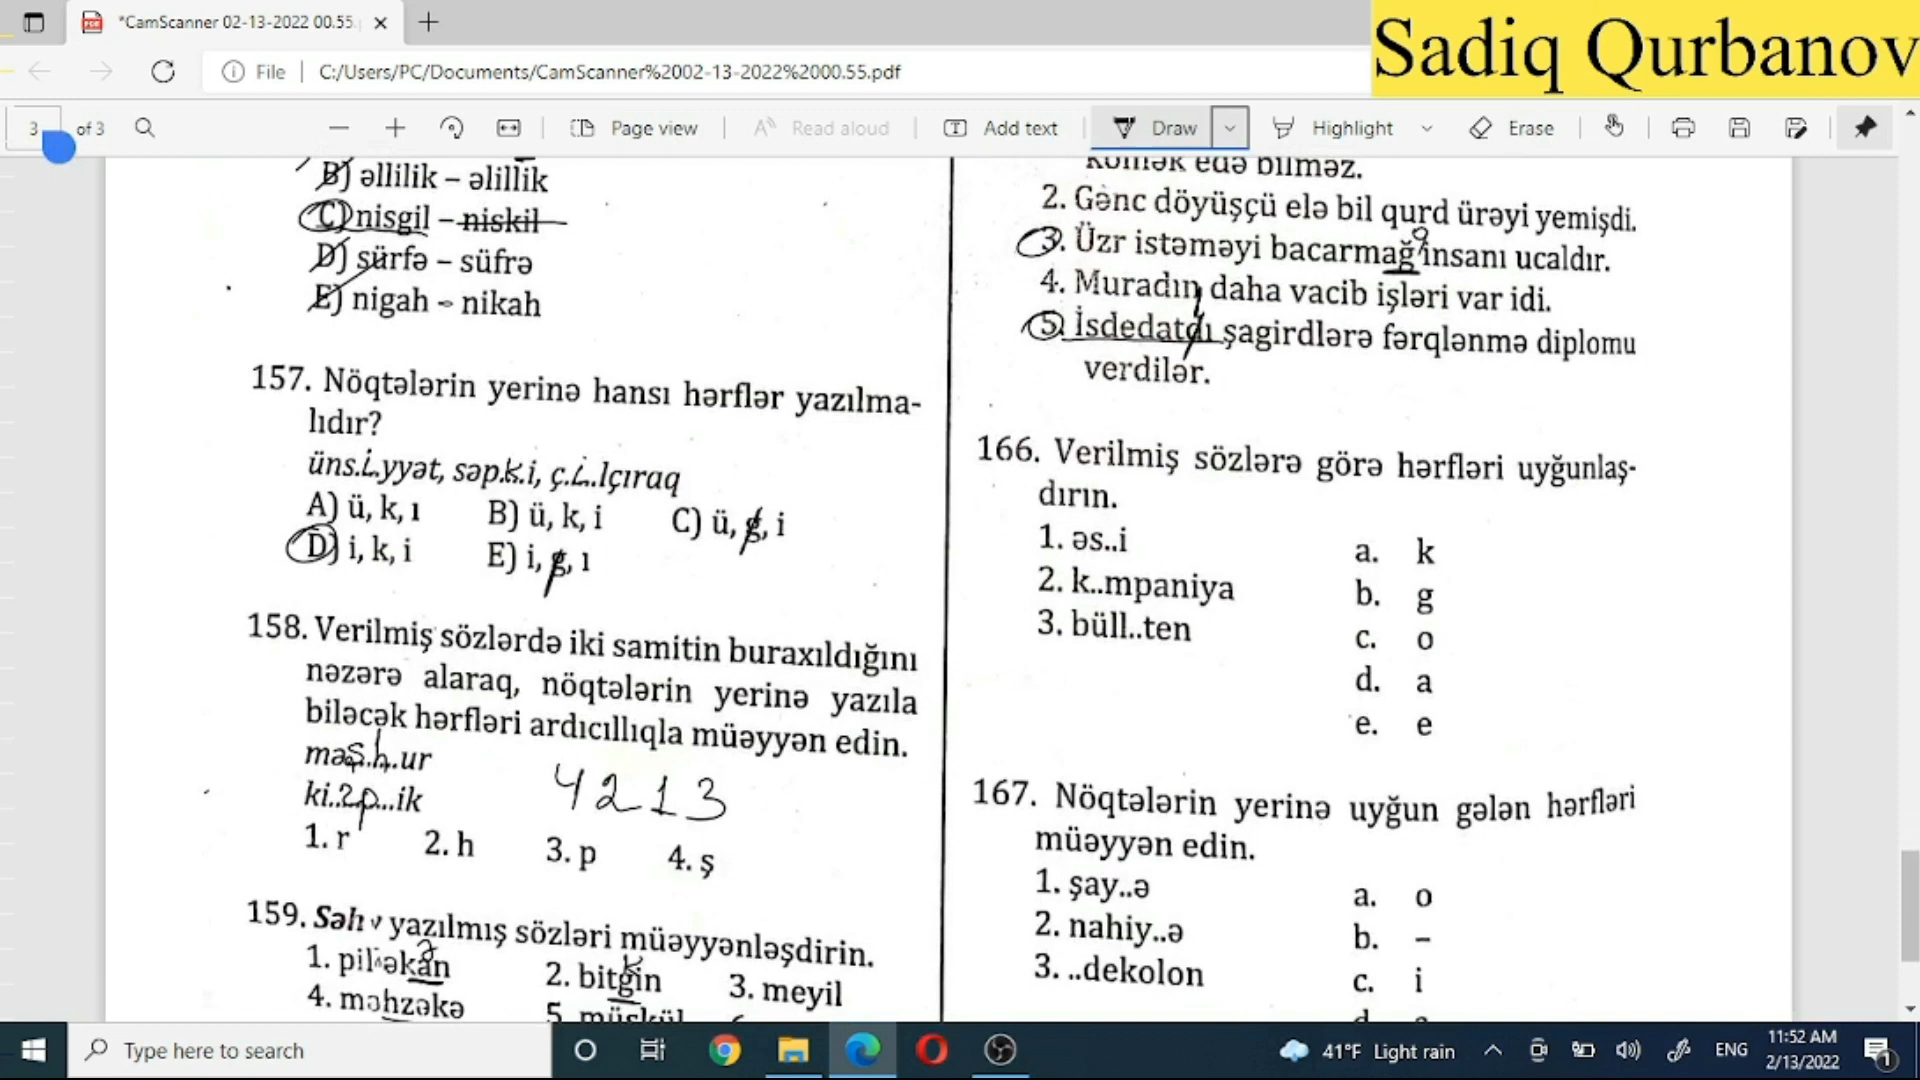 *CamScanner 02-13-2022 00.55.
Sadiq Qurbanov
File
C:/Users/PC/Documents/CamScanner%2002-13-2022%2000.55.pdf
3 of 3
Page view
Read aloud
Add text
Draw
Highlight
Erase
B) əllilik – əlillik
C) nisgil – niskil
D) sürfə – süfrə
E) nigah – nikah
157. Nöqtələrin yerinə hansı hərflər yazılma-
lıdır?
üns.i.yyət, səp.k.i, ç.i..lçıraq
A) ü, k, ı B) ü, k, i C) ü, g, i
D) i, k, i E) i, g, ı
158. Verilmiş sözlərdə iki samitin buraxıldığını
nəzərə alaraq, nöqtələrin yerinə yazıla
biləcək hərfləri ardıcıllıqla müəyyən edin.
məş.h.ur
ki..rp...ik
4 2 1 3
1. r 2. h 3. p 4. ş
159. Səhv yazılmış sözləri müəyyənləşdirin.
1. pilləkan 2. bitgin 3. meyil
4. məhzəkə 5. müşkül
kömək edə bilməz.
2. Gənc döyüşçü elə bil qurd ürəyi yemişdi.
3. Üzr istəməyi bacarmağ insanı ucaldır.
4. Muradın daha vacib işləri var idi.
5. İsdedatdı şagirdlərə fərqlənmə diplomu
verdilər.
166. Verilmiş sözlərə görə hərfləri uyğunlaş-
dırın.
1. əs..i a. k
2. k..mpaniya b. g
3. büll..ten c. o
d. a
e. e
167. Nöqtələrin yerinə uyğun gələn hərfləri
müəyyən edin.
1. şay..ə a. o
2. nahiy..ə b. –
3. ..dekolon c. i
Type here to search
41°F Light rain
ENG
11:52 AM
2/13/2022
1